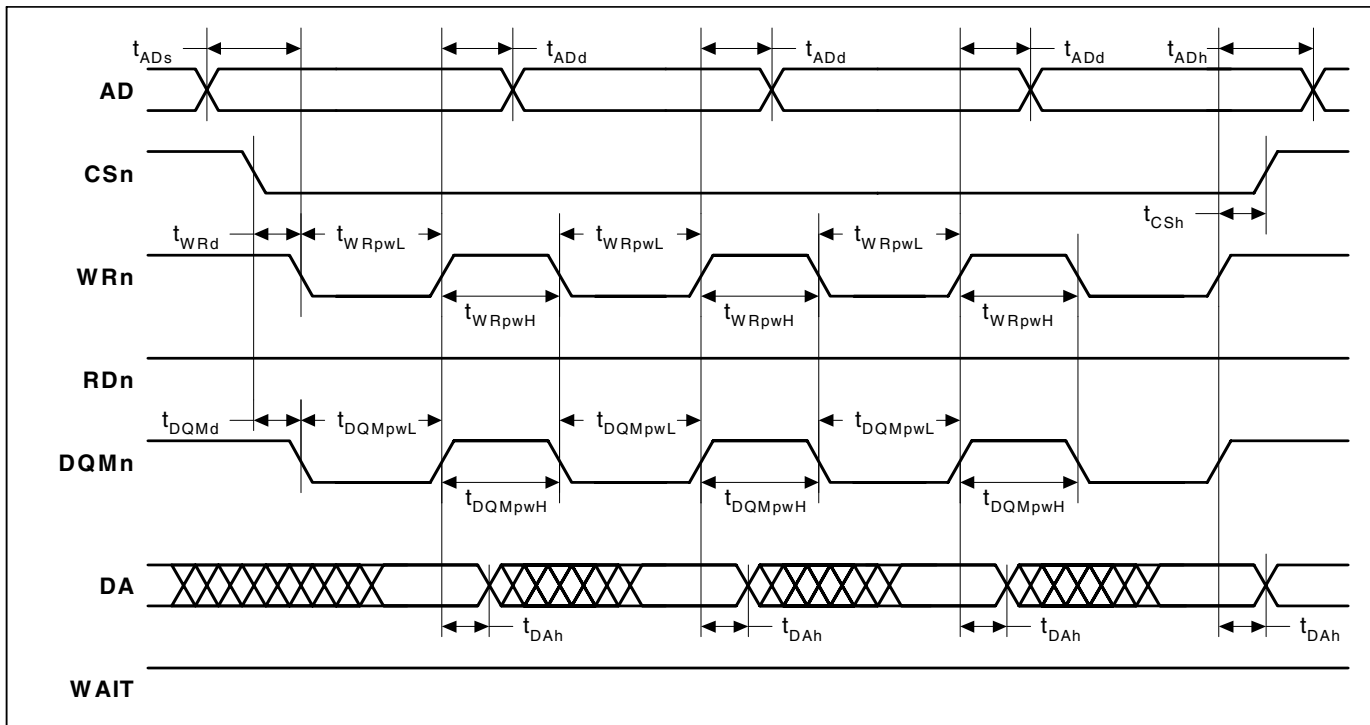 tADs tADd tADd tADd tADh
AD
CSn
tCSh
tWRd tWRpwL tWRpwL tWRpwL
WRn
tWRpwH tWRpwH tWRpwH
RDn
tDQMd tDQMpwL tDQMpwL tDQMpwL
DQMn
tDQMpwH tDQMpwH tDQMpwH
DA
tDAh tDAh tDAh tDAh
WAIT